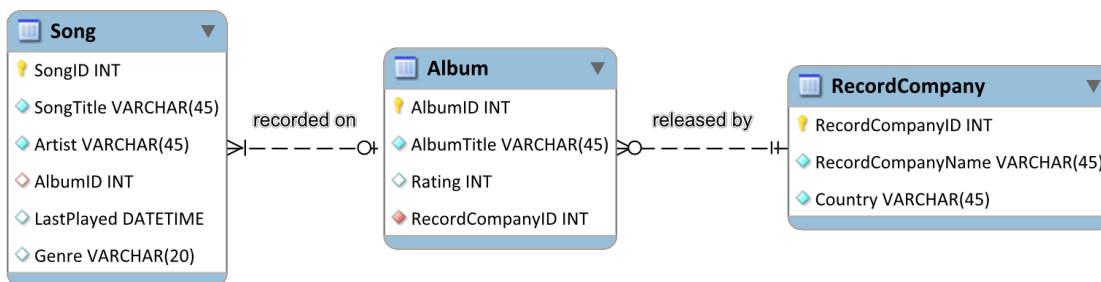 Song
SongID INT
SongTitle VARCHAR(45)
Artist VARCHAR(45)
AlbumID INT
LastPlayed DATETIME
Genre VARCHAR(20)
recorded on
Album
AlbumID INT
AlbumTitle VARCHAR(45)
Rating INT
RecordCompanyID INT
released by
RecordCompany
RecordCompanyID INT
RecordCompanyName VARCHAR(45)
Country VARCHAR(45)